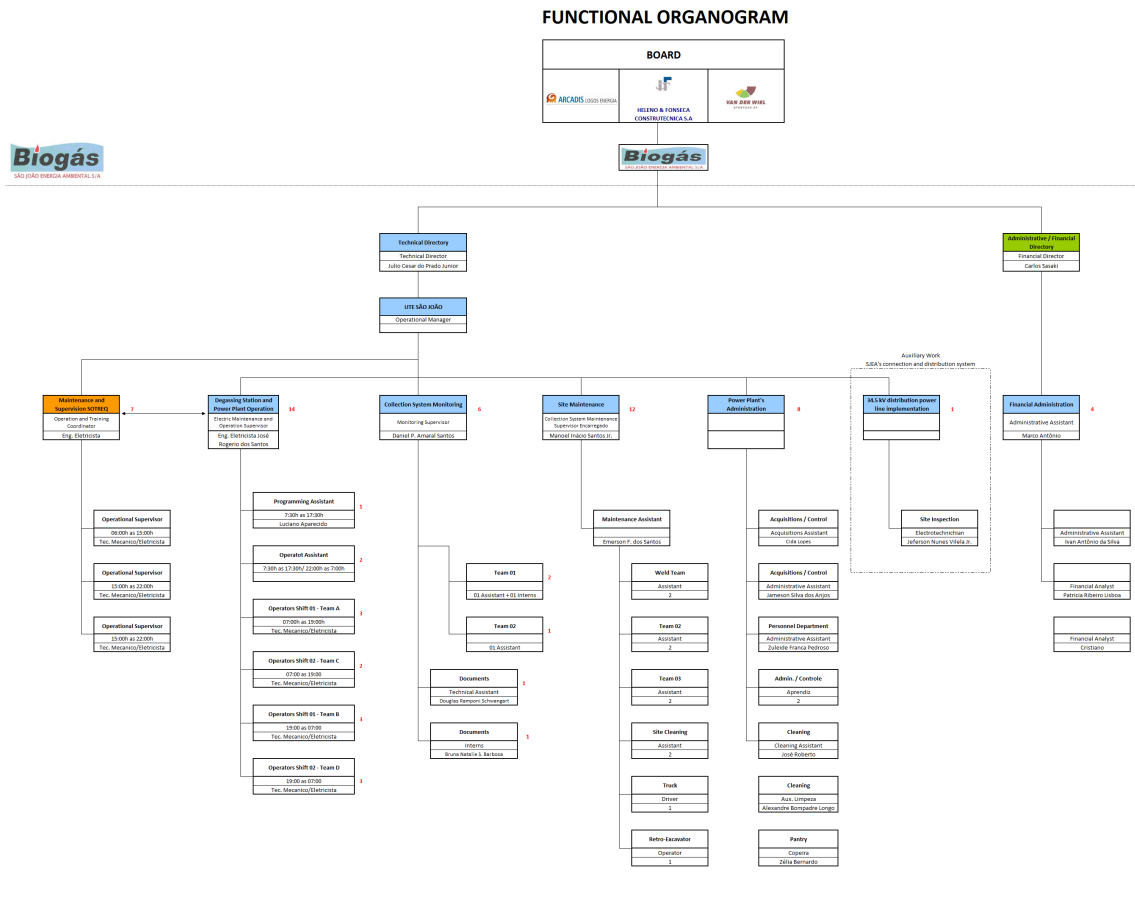 FUNCTIONAL ORGANOGRAM
BOARD
ARCADIS LOGOS ENERGIA
HELENO & FONSECA
CONSTRUTECNICA S.A
VAN DER WIEL
Biogás
SÃO JOÃO ENERGIA AMBIENTAL S/A
Biogás
SÃO JOÃO ENERGIA AMBIENTAL S/A
Technical Directory
Technical Director
Julio Cesar do Prado Junior
Administrative / Financial
Directory
Financial Director
Carlos Sasaki
UTE SÃO JOÃO
Operational Manager
Auxiliary Work
SJEA's connection and distribution system
Maintenance and
Supervision SOTREQ
Operation and Training
Coordinator
Eng. Eletricista
7
Degassing Station and
Power Plant Operation
Electric Maintenance and
Operation Supervisor
Eng. Eletricista José
Rogerio dos Santos
14
Collection System Monitoring
Monitoring Supervisor
Daniel P. Amaral Santos
6
Site Maintenance
Collection System Maintenance
Supervisor Encarregado
Manoel Inácio Santos Jr.
12
Power Plant's
Administration
8
34.5 kV distribution power
line implementation
1
Financial Administration
Administrative Assistant
Marco Antônio
4
Operational Supervisor
06:00h as 15:00h
Tec. Mecanico/Eletricista
Operational Supervisor
15:00h as 22:00h
Tec. Mecanico/Eletricista
Operational Supervisor
15:00h as 22:00h
Tec. Mecanico/Eletricista
Programming Assistant
7:30h as 17:30h
Luciano Aparecido
1
Operatot Assistant
7:30h as 17:30h/ 22:00h as 7:00h
2
Operators Shift 01 - Team A
07:00h as 19:00h
Tec. Mecanico/Eletricista
3
Operators Shift 02 - Team C
07:00 as 19:00
Tec. Mecanico/Eletricista
2
Operators Shift 01 - Team B
19:00 as 07:00
Tec. Mecanico/Eletricista
3
Operators Shift 02 - Team D
19:00 as 07:00
Tec. Mecanico/Eletricista
3
Team 01
01 Assistant + 01 Interns
2
Team 02
01 Assistant
1
Documents
Technical Assistant
Douglas Ramponi Schwengert
1
Documents
Interns
Bruna Natalia S. Barbosa
1
Maintenance Assistant
Emerson F. dos Santos
Weld Team
Assistant
2
Team 02
Assistant
2
Team 03
Assistant
2
Site Cleaning
Assistant
2
Truck
Driver
1
Retro-Excavator
Operator
1
Acquisitions / Control
Acquisitions Assistant
Cida Lopes
Acquisitions / Control
Administrative Assistant
Jameson Silva dos Anjos
Personnel Department
Administrative Assistant
Zuleide Franca Pedroso
Admin. / Controle
Aprendiz
2
Cleaning
Cleaning Assistant
José Roberto
Cleaning
Aux. Limpeza
Alexandre Bompadre Longo
Pantry
Copeira
Zélia Bernardo
Site Inspection
Electrotechnichian
Jeferson Nunes Vilela Jr.
Administrative Assistant
Ivan Antônio da Silva
Financial Analyst
Patricia Ribeiro Lisboa
Financial Analyst
Cristiano